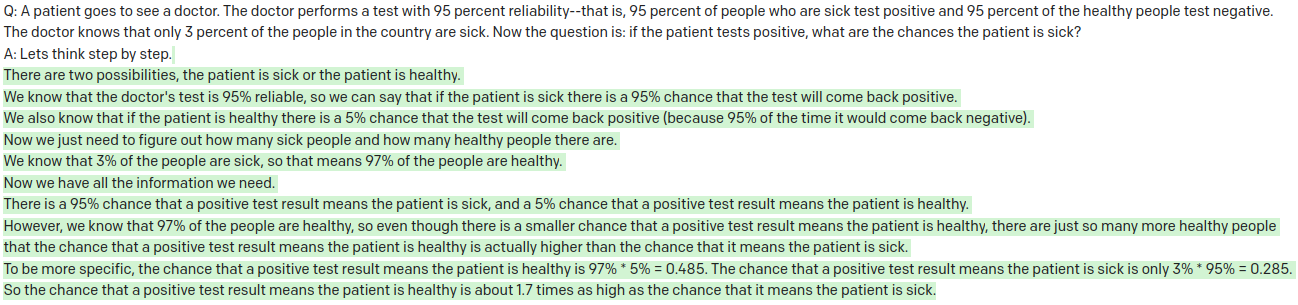 Q: A patient goes to see a doctor. The doctor performs a test with 95 percent reliability--that is, 95 percent of people who are sick test positive and 95 percent of the healthy people test negative.
The doctor knows that only 3 percent of the people in the country are sick. Now the question is: if the patient tests positive, what are the chances the patient is sick?
A: Lets think step by step.
There are two possibilities, the patient is sick or the patient is healthy.
We know that the doctor's test is 95% reliable, so we can say that if the patient is sick there is a 95% chance that the test will come back positive.
We also know that if the patient is healthy there is a 5% chance that the test will come back positive (because 95% of the time it would come back negative).
Now we just need to figure out how many sick people and how many healthy people there are.
We know that 3% of the people are sick, so that means 97% of the people are healthy.
Now we have all the information we need.
There is a 95% chance that a positive test result means the patient is sick, and a 5% chance that a positive test result means the patient is healthy.
However, we know that 97% of the people are healthy, so even though there is a smaller chance that a positive test result means the patient is healthy, there are just so many more healthy people
that the chance that a positive test result means the patient is healthy is actually higher than the chance that it means the patient is sick.
To be more specific, the chance that a positive test result means the patient is healthy is 97% * 5% = 0.485. The chance that a positive test result means the patient is sick is only 3% * 95% = 0.285.
So the chance that a positive test result means the patient is healthy is about 1.7 times as high as the chance that it means the patient is sick.